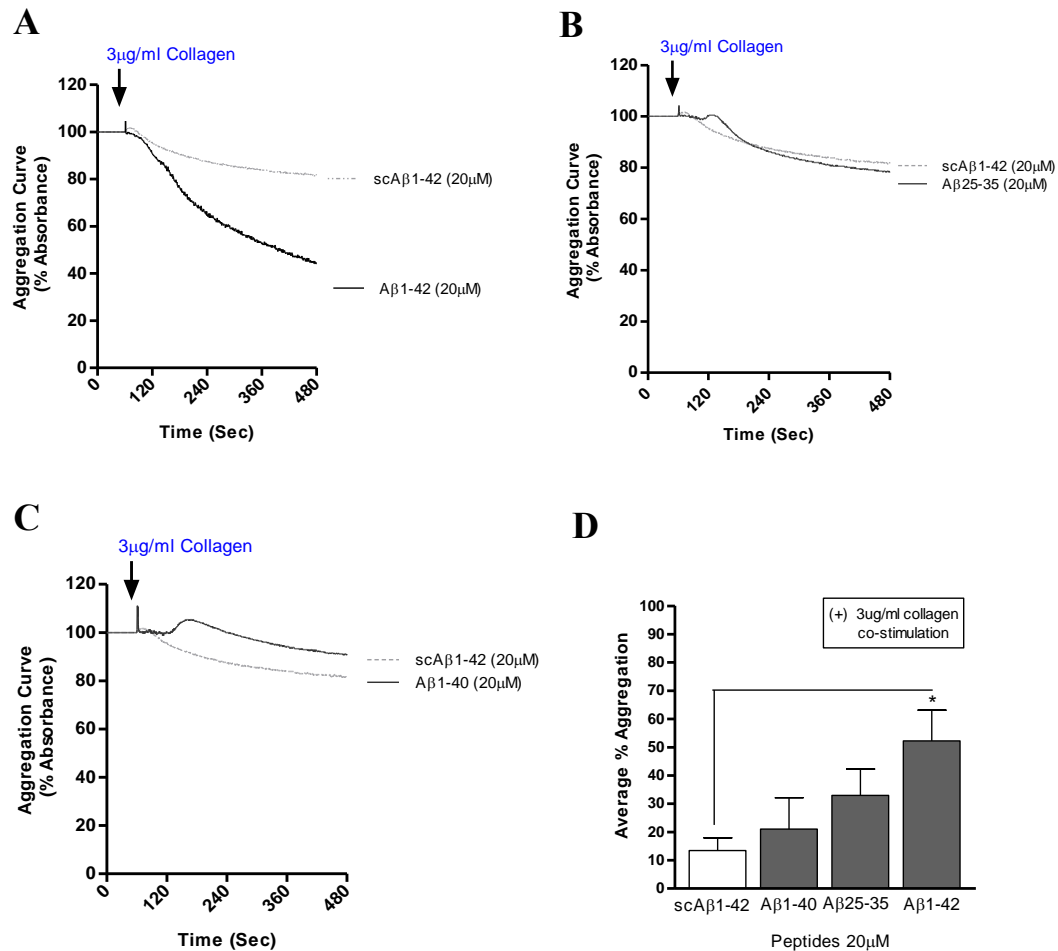 A
3μg/ml Collagen
120
100
80
60
40
20
0
Aggregation Curve
(% Absorbance)
0
120
240
360
480
Time (Sec)
scAβ1-42 (20μM)
Aβ1-42 (20μM)
B
3μg/ml Collagen
120
100
80
60
40
20
0
Aggregation Curve
(% Absorbance)
0
120
240
360
480
Time (Sec)
scAβ1-42 (20μM)
Aβ25-35 (20μM)
C
3μg/ml Collagen
120
100
80
60
40
20
0
Aggregation Curve
(% Absorbance)
0
120
240
360
480
Time (Sec)
scAβ1-42 (20μM)
Aβ1-40 (20μM)
D
(+) 3ug/ml collagen
co-stimulation
100
90
80
70
60
50
40
30
20
10
0
Average % Aggregation
*
scAβ1-42
Aβ1-40
Aβ25-35
Aβ1-42
Peptides 20μM